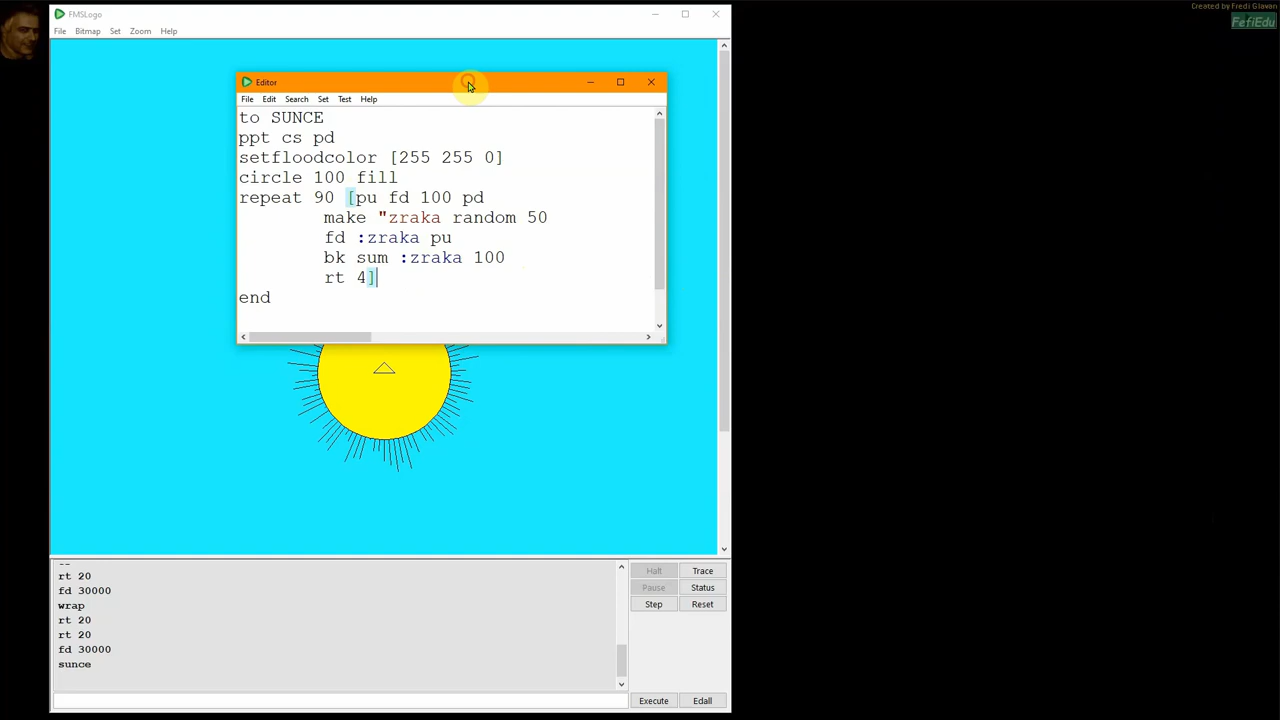 Created by Fredi Glavan
FefiEdu
FMSLogo
File Bitmap Set Zoom Help
Editor
File Edit Search Set Test Help
to SUNCE
ppt cs pd
setfloodcolor [255 255 0]
circle 100 fill
repeat 90 [pu fd 100 pd
make "zraka random 50
fd :zraka pu
bk sum :zraka 100
rt 4]
end
rt 20
fd 30000
wrap
rt 20
rt 20
fd 30000
sunce
Halt Trace
Pause Status
Step Reset
Execute Edall